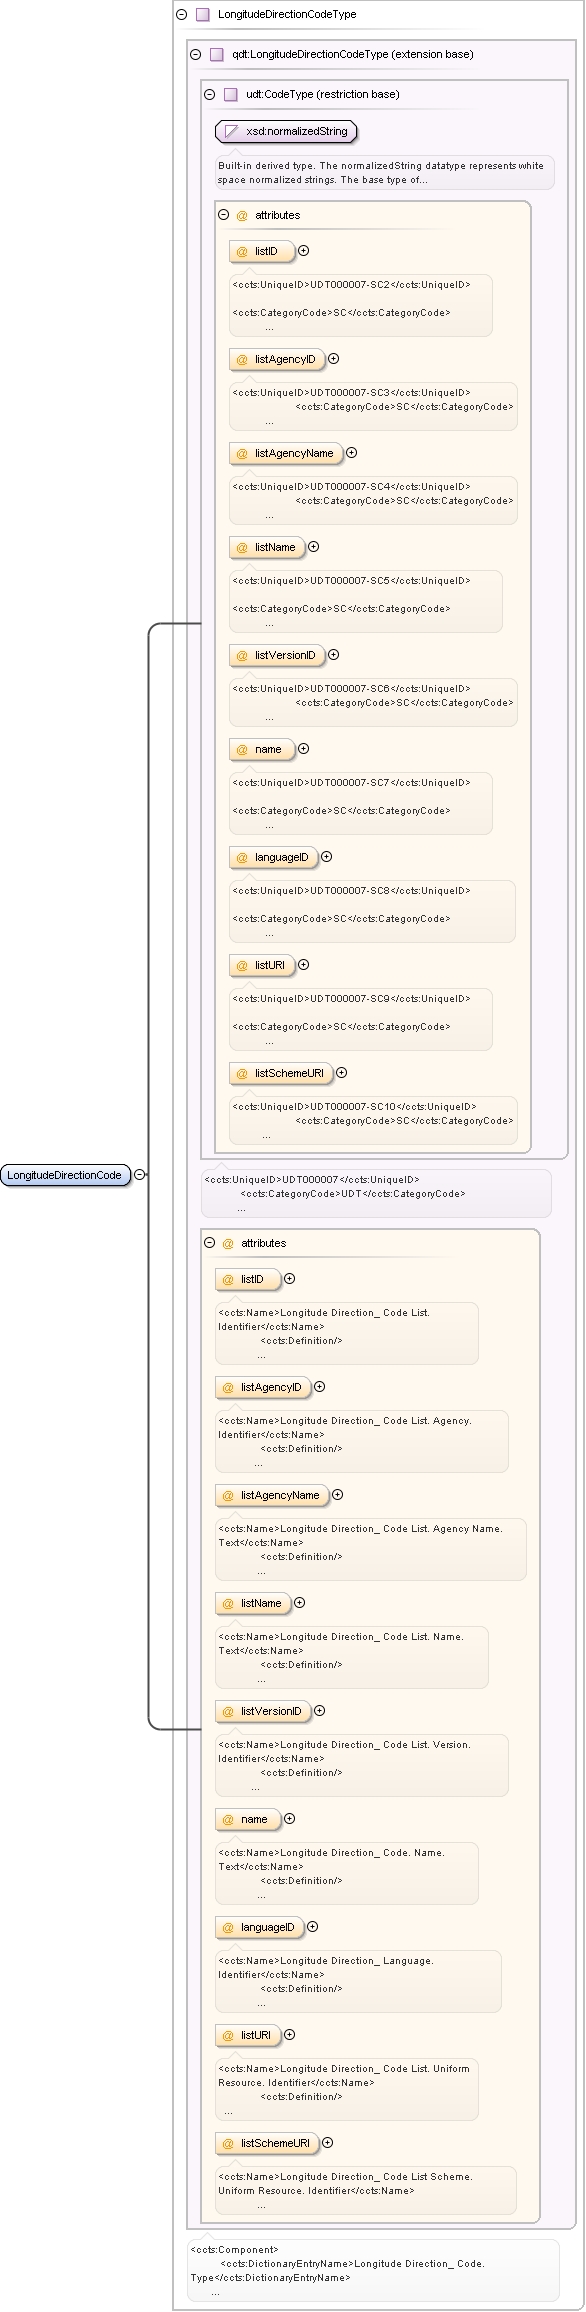 LongitudeDirectionCodeType
qdt:LongitudeDirectionCodeType (extension base)
udt:CodeType (restriction base)
xsd:normalizedString
Built-in derived type. The normalizedString datatype represents white
space normalized strings. The base type of...
@ attributes
@ listID
<ccts:UniqueID>UDT000007-SC2</ccts:UniqueID>
<ccts:CategoryCode>SC</ccts:CategoryCode>
...
@ listAgencyID
<ccts:UniqueID>UDT000007-SC3</ccts:UniqueID>
<ccts:CategoryCode>SC</ccts:CategoryCode>
...
@ listAgencyName
<ccts:UniqueID>UDT000007-SC4</ccts:UniqueID>
<ccts:CategoryCode>SC</ccts:CategoryCode>
...
@ listName
<ccts:UniqueID>UDT000007-SC5</ccts:UniqueID>
<ccts:CategoryCode>SC</ccts:CategoryCode>
...
@ listVersionID
<ccts:UniqueID>UDT000007-SC6</ccts:UniqueID>
<ccts:CategoryCode>SC</ccts:CategoryCode>
...
@ name
<ccts:UniqueID>UDT000007-SC7</ccts:UniqueID>
<ccts:CategoryCode>SC</ccts:CategoryCode>
...
@ languageID
<ccts:UniqueID>UDT000007-SC8</ccts:UniqueID>
<ccts:CategoryCode>SC</ccts:CategoryCode>
...
@ listURI
<ccts:UniqueID>UDT000007-SC9</ccts:UniqueID>
<ccts:CategoryCode>SC</ccts:CategoryCode>
...
@ listSchemeURI
<ccts:UniqueID>UDT000007-SC10</ccts:UniqueID>
<ccts:CategoryCode>SC</ccts:CategoryCode>
...
LongitudeDirectionCode
<ccts:UniqueID>UDT000007</ccts:UniqueID>
<ccts:CategoryCode>UDT</ccts:CategoryCode>
...
@ attributes
@ listID
<ccts:Name>Longitude Direction_ Code List.
Identifier</ccts:Name>
<ccts:Definition/>
...
@ listAgencyID
<ccts:Name>Longitude Direction_ Code List. Agency.
Identifier</ccts:Name>
<ccts:Definition/>
...
@ listAgencyName
<ccts:Name>Longitude Direction_ Code List. Agency Name.
Text</ccts:Name>
<ccts:Definition/>
...
@ listName
<ccts:Name>Longitude Direction_ Code List. Name.
Text</ccts:Name>
<ccts:Definition/>
...
@ listVersionID
<ccts:Name>Longitude Direction_ Code List. Version.
Identifier</ccts:Name>
<ccts:Definition/>
...
@ name
<ccts:Name>Longitude Direction_ Code. Name.
Text</ccts:Name>
<ccts:Definition/>
...
@ languageID
<ccts:Name>Longitude Direction_ Language.
Identifier</ccts:Name>
<ccts:Definition/>
...
@ listURI
<ccts:Name>Longitude Direction_ Code List. Uniform
Resource. Identifier</ccts:Name>
<ccts:Definition/>
...
@ listSchemeURI
<ccts:Name>Longitude Direction_ Code List Scheme.
Uniform Resource. Identifier</ccts:Name>
...
<ccts:Component>
<ccts:DictionaryEntryName>Longitude Direction_ Code.
Type</ccts:DictionaryEntryName>
...